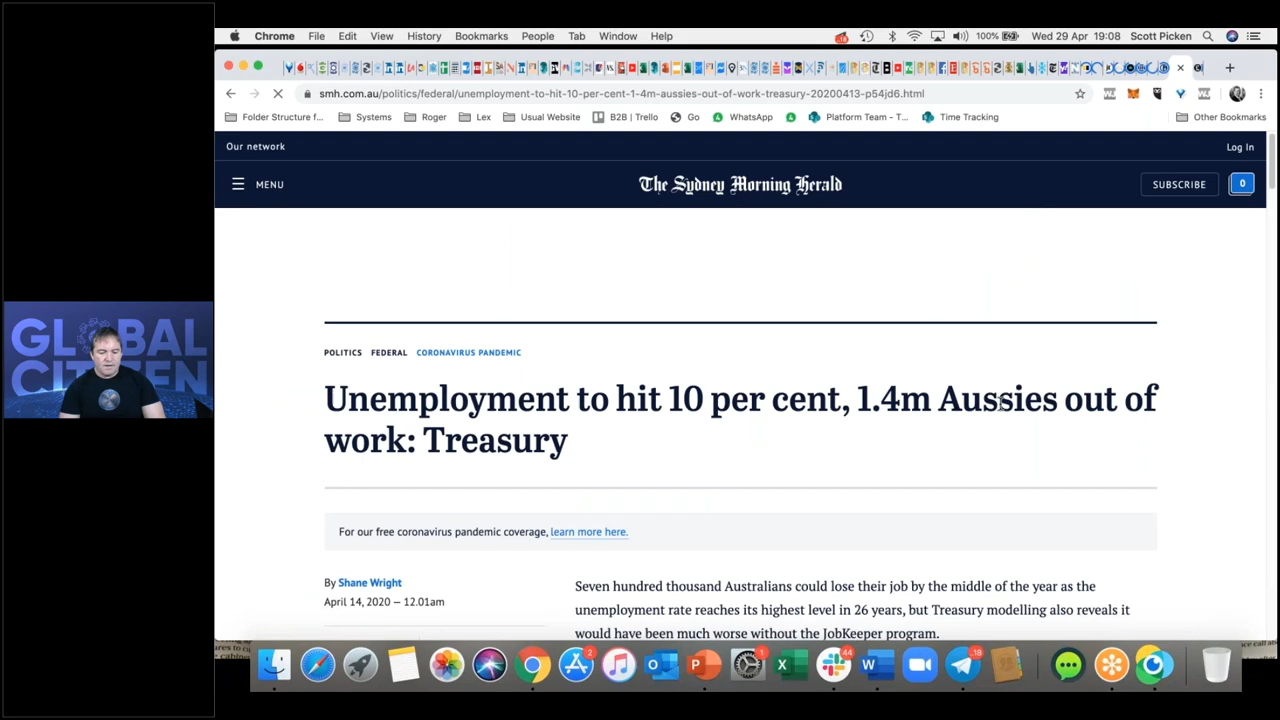 Chrome File Edit View History Bookmarks People Tab Window Help 100% Wed 29 Apr 19:08 Scott Picken
smh.com.au/politics/federal/unemployment-to-hit-10-per-cent-1-4m-aussies-out-of-work-treasury-20200413-p54jd6.html
Folder Structure f... Systems Roger Lex Usual Website B2B | Trello Go WhatsApp Platform Team - T... Time Tracking Other Bookmarks
Our network Log In
MENU The Sydney Morning Herald SUBSCRIBE 0
POLITICS FEDERAL CORONAVIRUS PANDEMIC
Unemployment to hit 10 per cent, 1.4m Aussies out of
work: Treasury
For our free coronavirus pandemic coverage, learn more here.
By Shane Wright
April 14, 2020 — 12.01am
Seven hundred thousand Australians could lose their job by the middle of the year as the
unemployment rate reaches its highest level in 26 years, but Treasury modelling also reveals it
would have been much worse without the JobKeeper program.
GLOBAL
CITIZEN
2 1 44 18